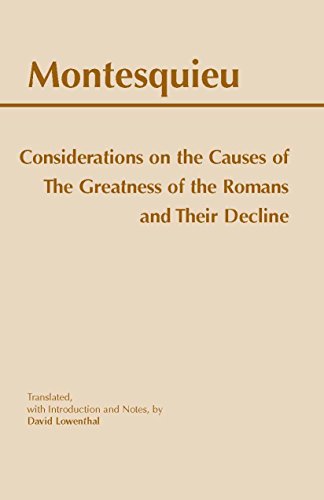 Montesquieu
Considerations on the Causes of
The Greatness of the Romans
and Their Decline
Translated,
with Introduction and Notes, by
David Lowenthal